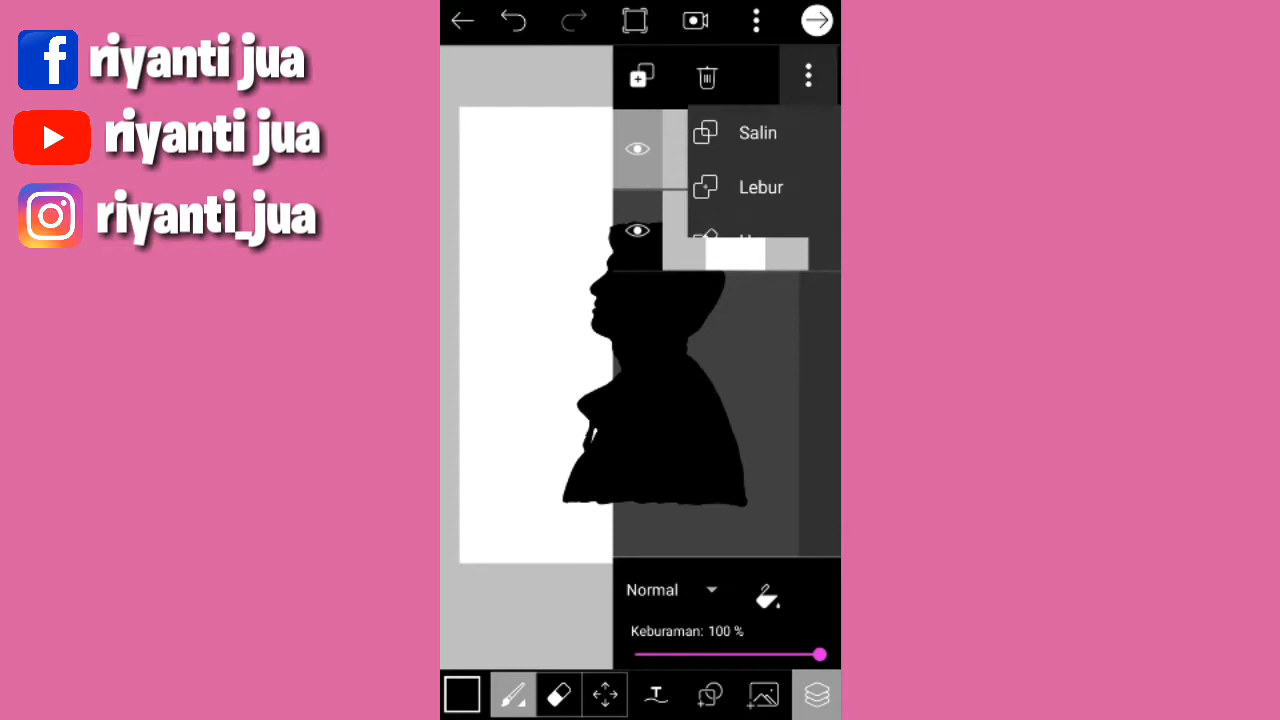 riyanti jua
riyanti jua
riyanti_jua
Salin
Lebur
Normal
Keburaman: 100 %